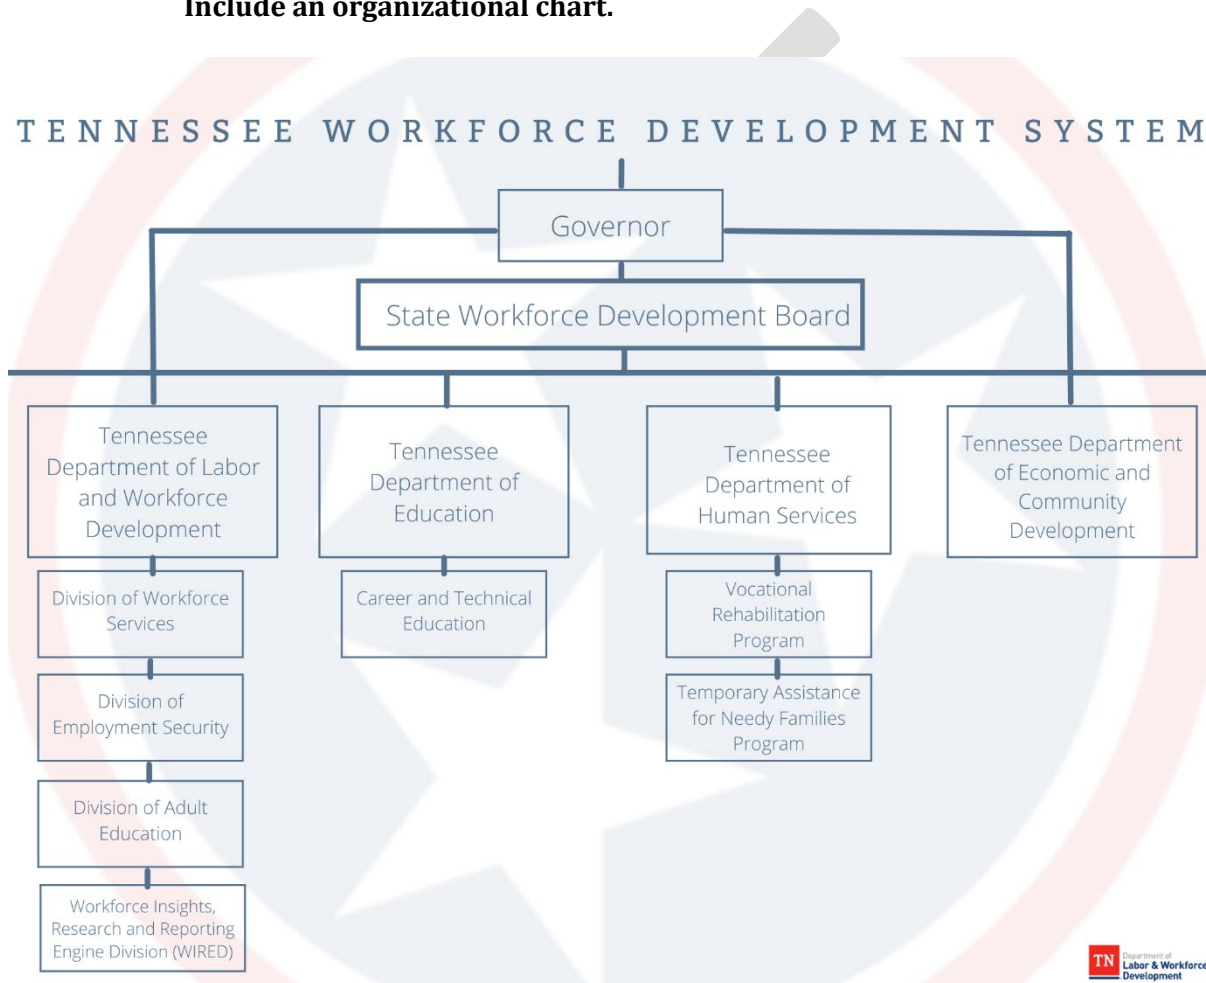 Include an organizational chart.
TENNESSEE WORKFORCE DEVELOPMENT SYSTEM
Governor
State Workforce Development Board
Tennessee
Department of Labor
and Workforce
Development
Tennessee
Department of
Education
Tennessee
Department of
Human Services
Tennessee Department
of Economic and
Community
Development
Division of Workforce
Services
Career and Technical
Education
Vocational
Rehabilitation
Program
Division of
Employment Security
Temporary Assistance
for Needy Families
Program
Division of Adult
Education
Workforce Insights,
Research and Reporting
Engine Division (WIRED)
TN
Department of
Labor & Workforce
Development